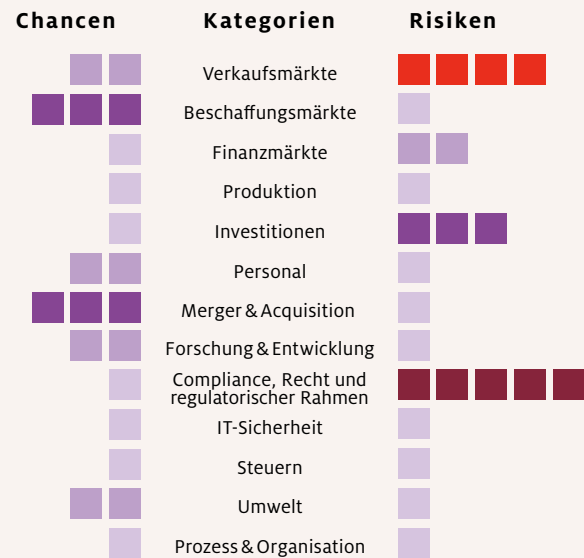 Chancen Kategorien Risiken
Verkaufsmärkte
Beschaffungsmärkte
Finanzmärkte
Produktion
Investitionen
Personal
Merger & Acquisition
Forschung & Entwicklung
Compliance, Recht und
regulatorischer Rahmen
IT-Sicherheit
Steuern
Umwelt
Prozess & Organisation